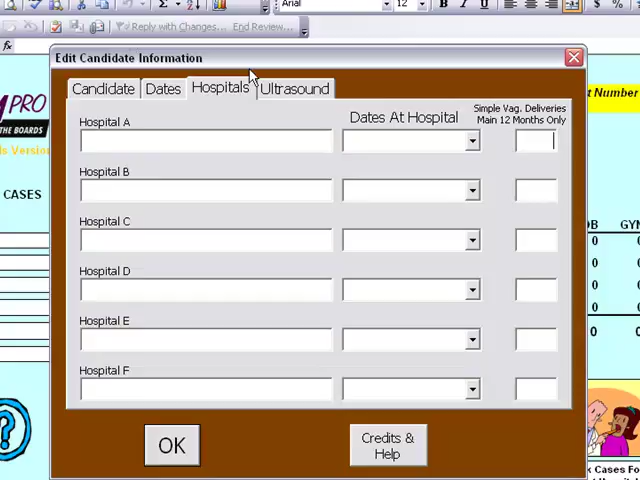 Arial 12 B I U $ %
Reply with Changes... End Review...
fx
Edit Candidate Information
Candidate Dates Hospitals Ultrasound
t Number
PRO
THE BOARDS
ls Version
CASES
Dates At Hospital
Simple Vag. Deliveries
Main 12 Months Only
Hospital A
Hospital B
Hospital C
Hospital D
Hospital E
Hospital F
OB GYN
0 0
0 0
0 0
0 0
0 0
OK
Credits &
Help
?
k Cases Fo